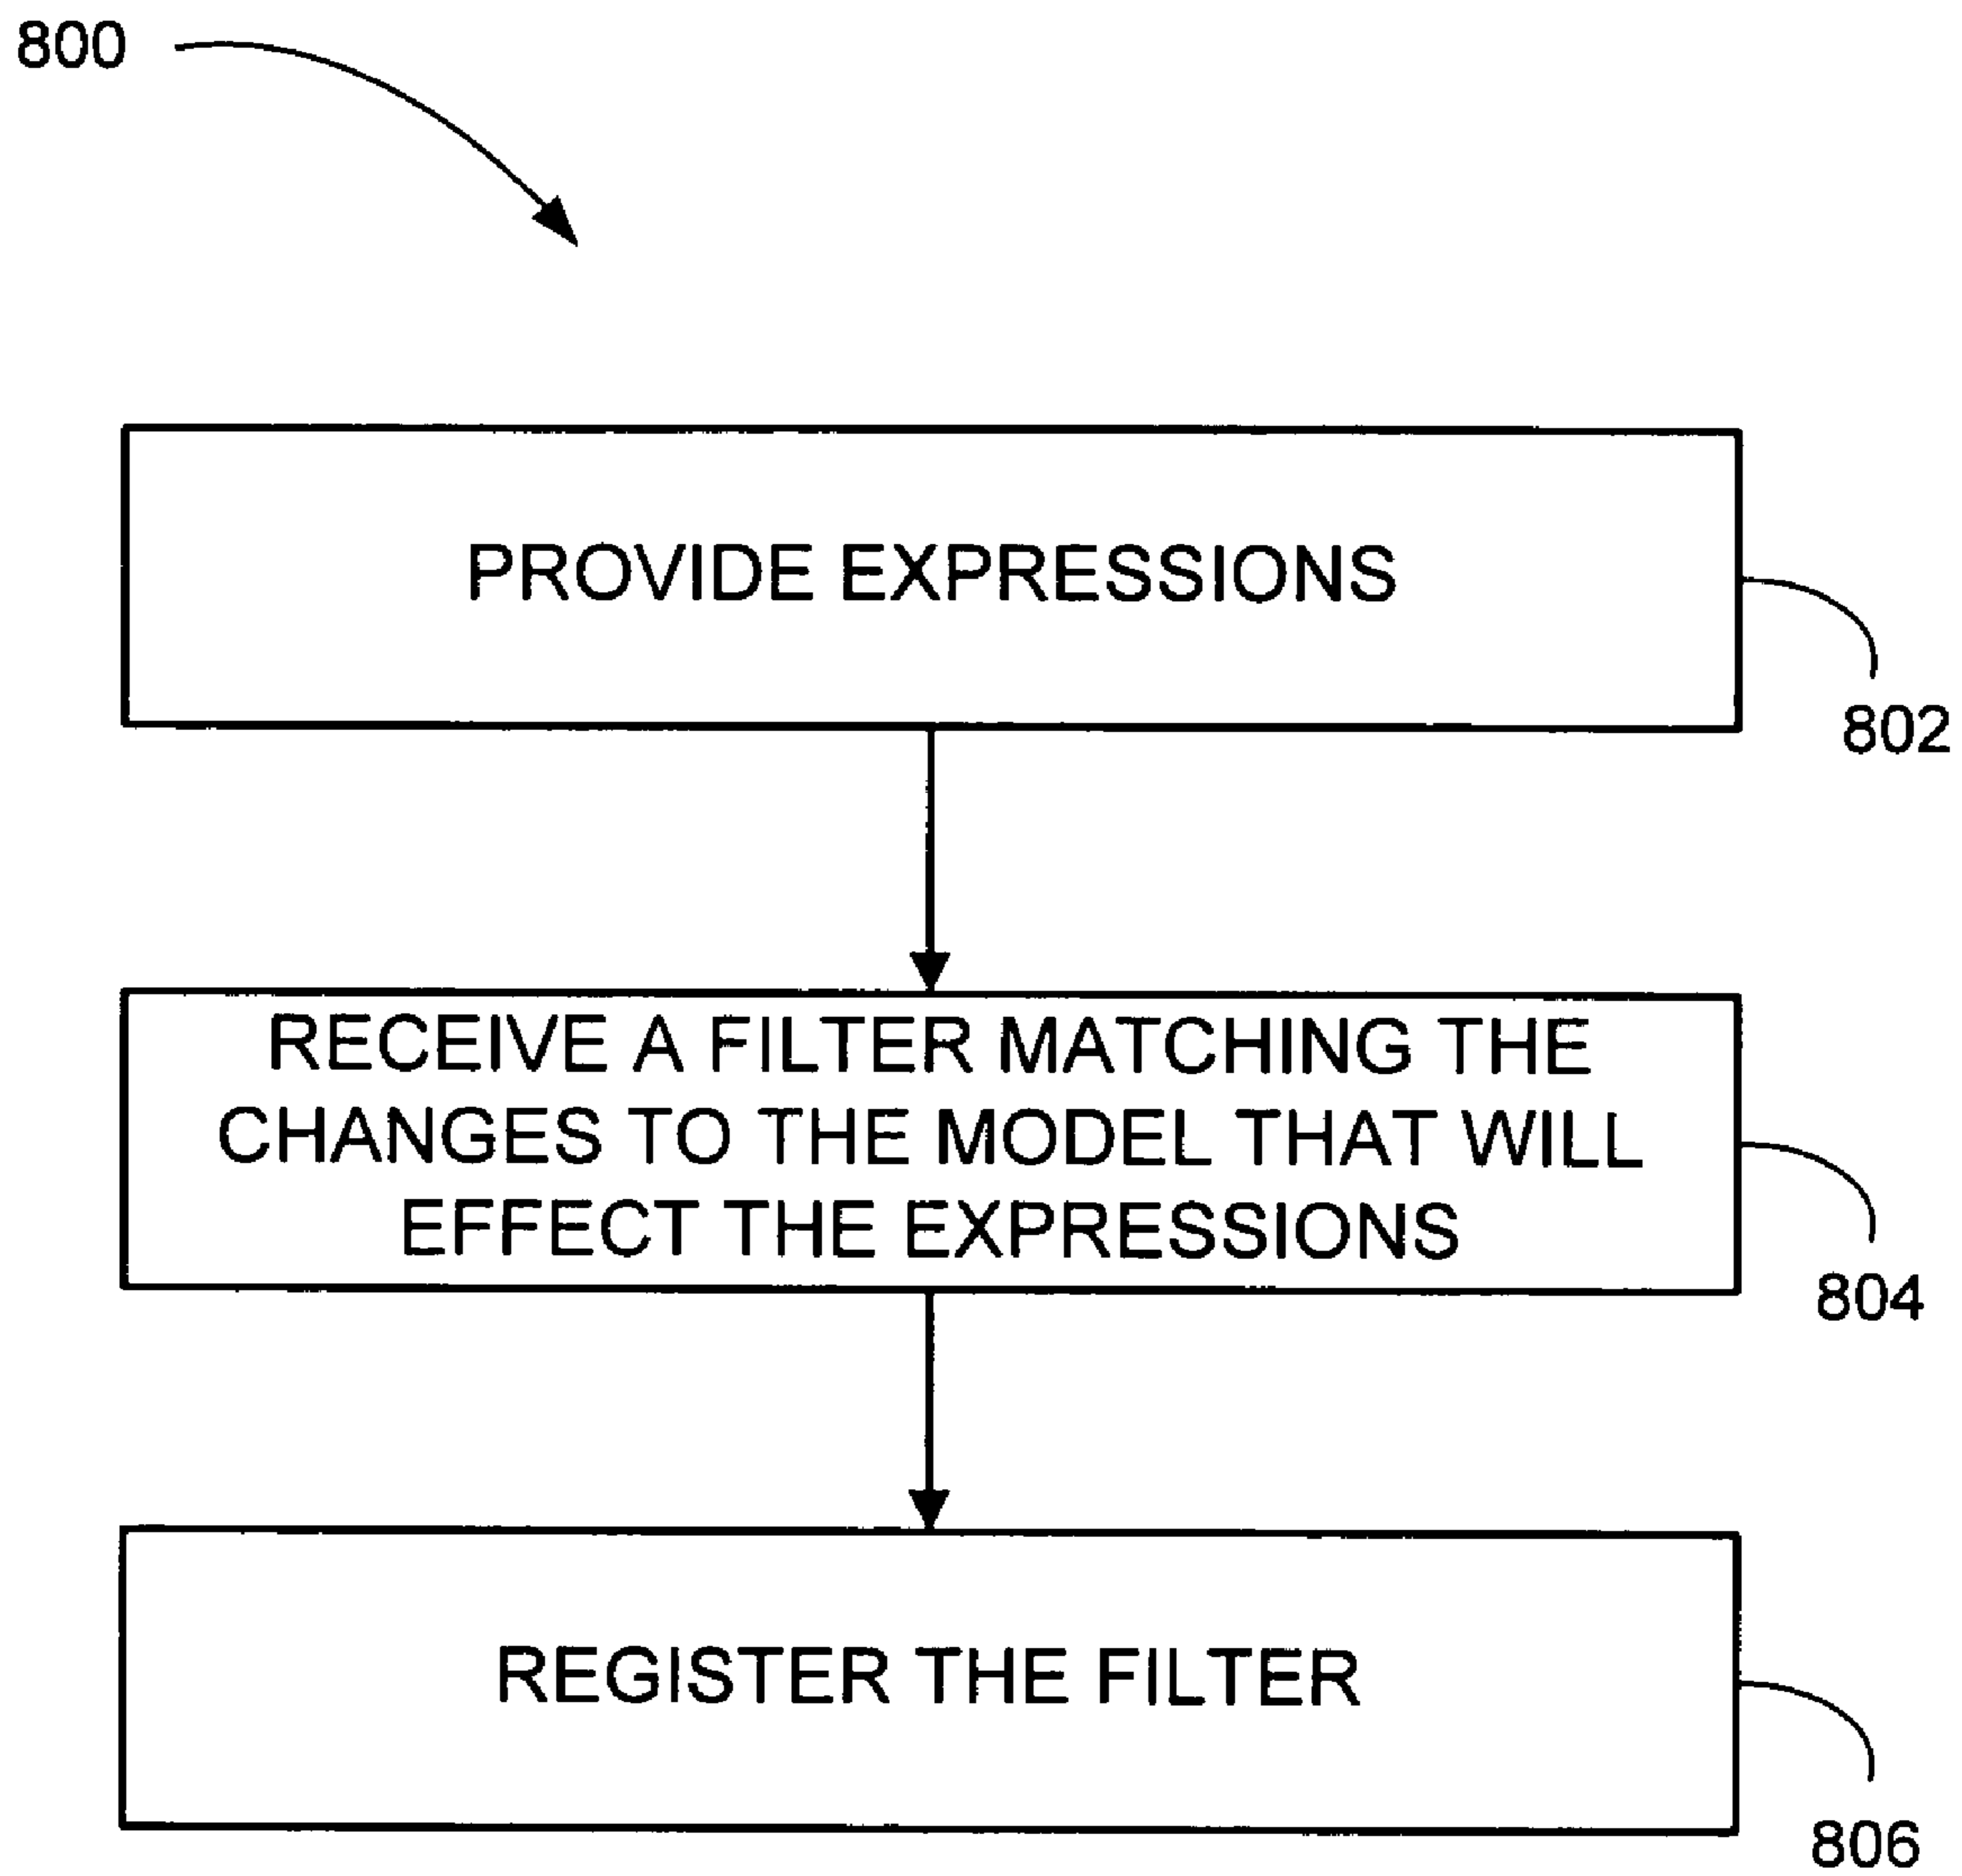 800
PROVIDE EXPRESSIONS
802
RECEIVE A FILTER MATCHING THE
CHANGES TO THE MODEL THAT WILL
EFFECT THE EXPRESSIONS
804
REGISTER THE FILTER
806